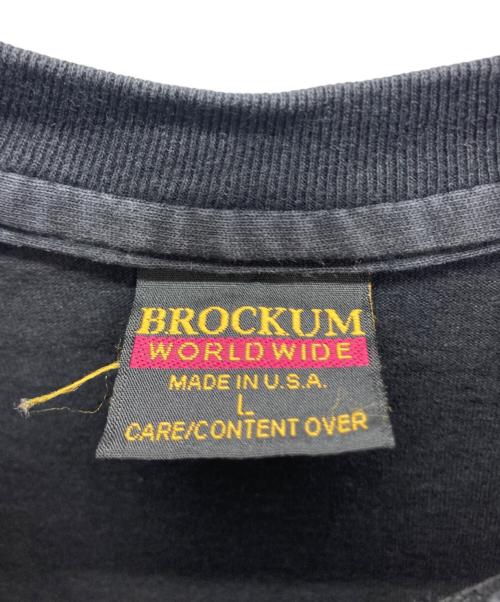 BROCKUM
WORLDWIDE
MADE IN U.S.A.
L
CARE/CONTENT OVER